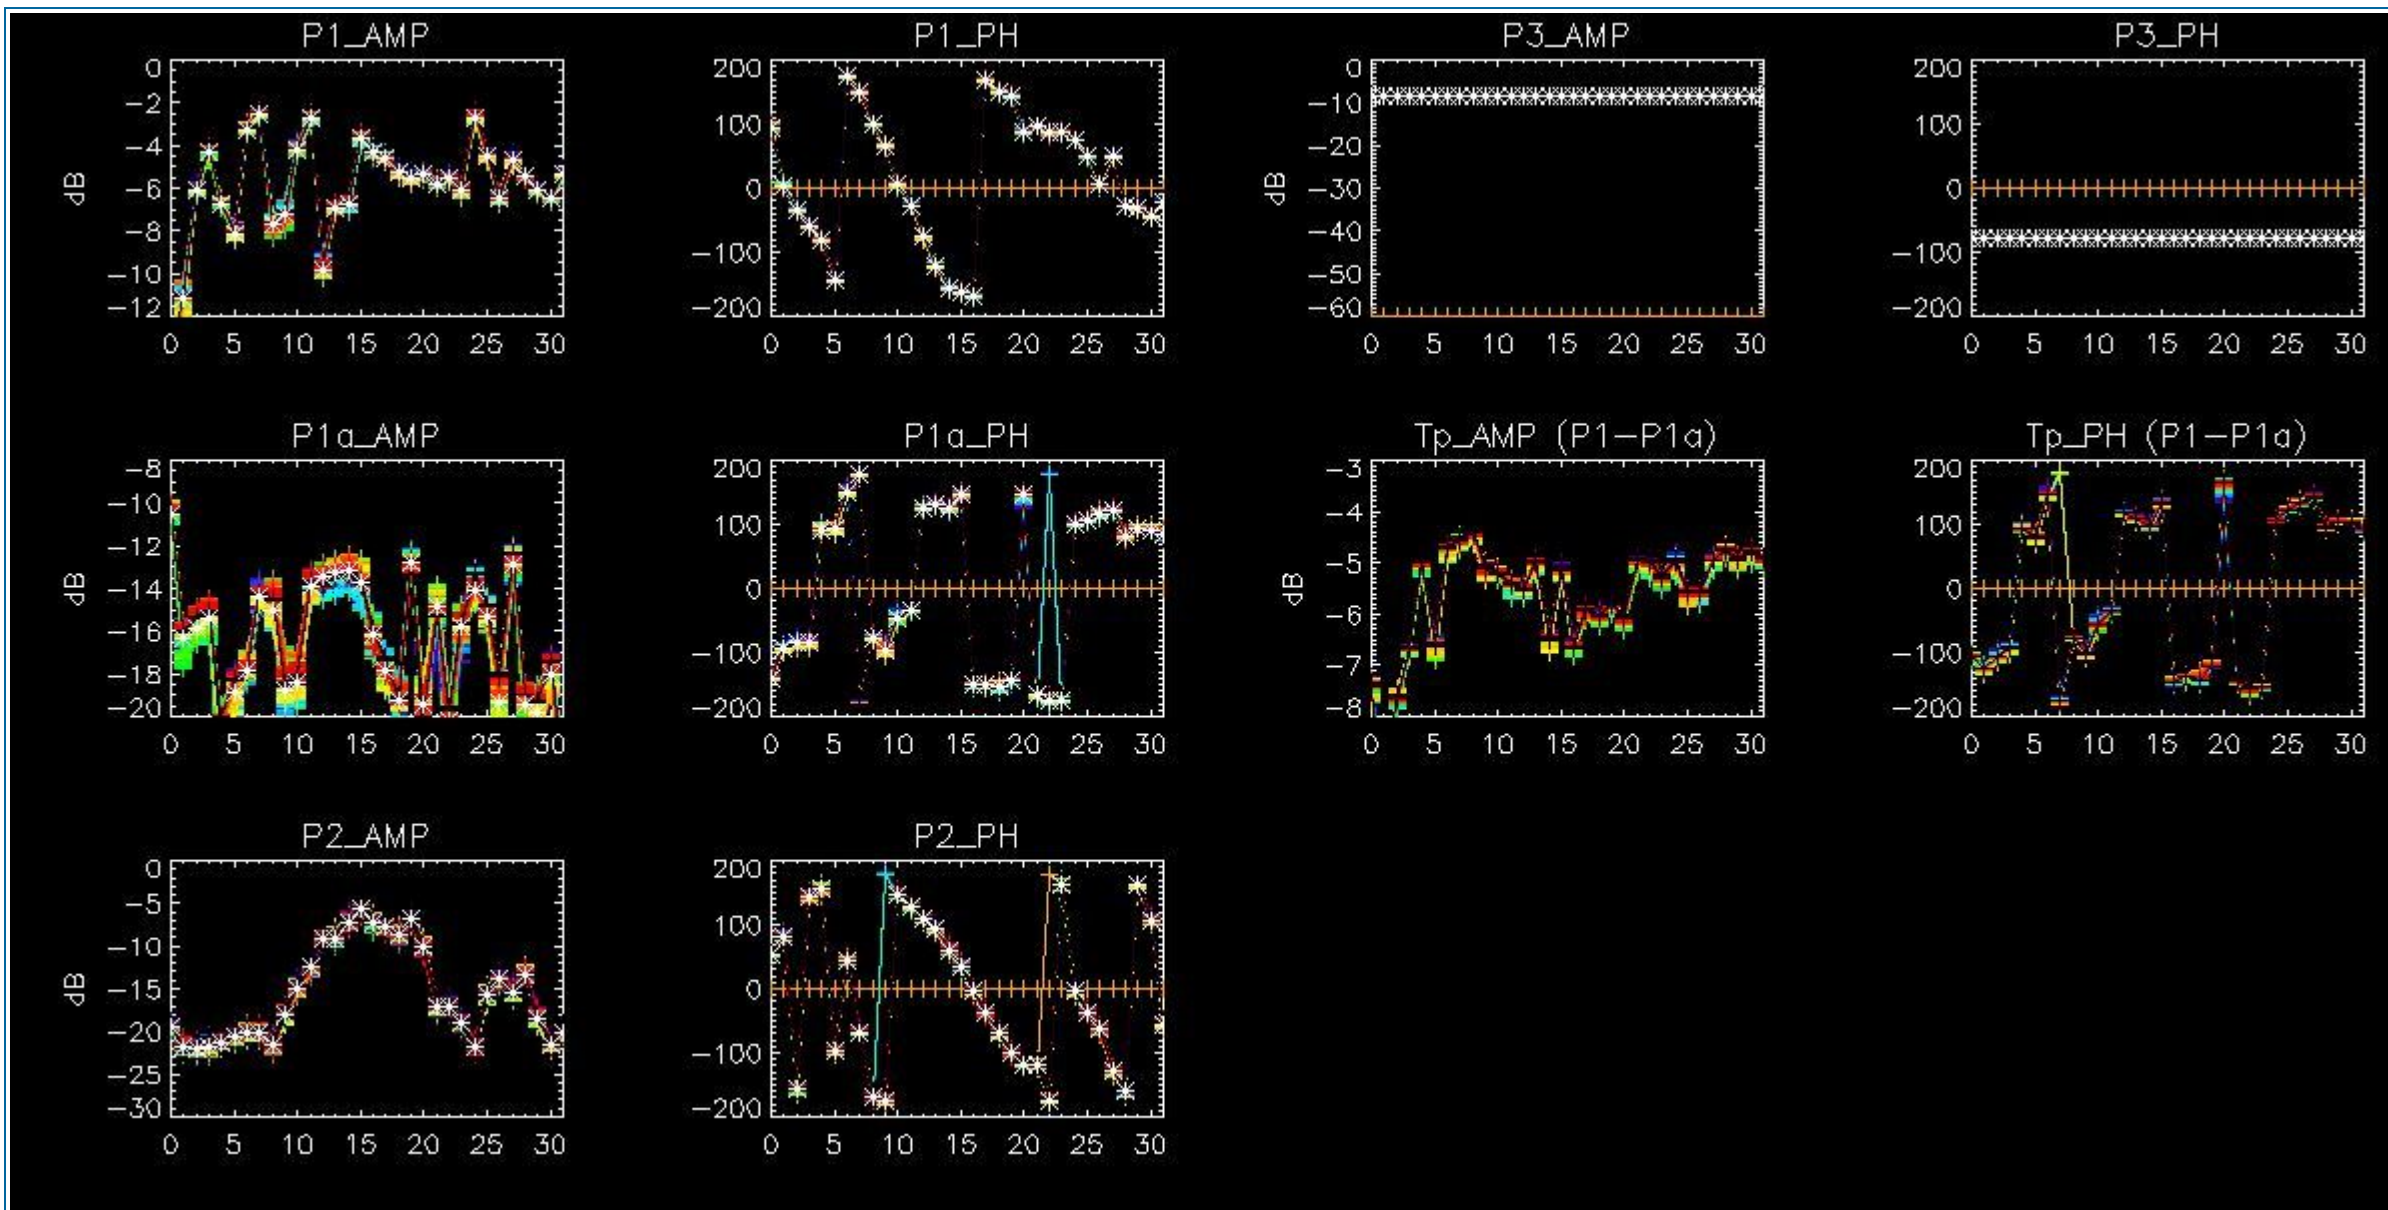 P1_AMP
0
−2
−4
−6
−8
−10
−12
dB
0 5 10 15 20 25 30
P1_PH
200
100
0
−100
−200
0 5 10 15 20 25 30
P3_AMP
0
−10
−20
−30
−40
−50
−60
dB
0 5 10 15 20 25 30
P3_PH
200
100
0
−100
−200
0 5 10 15 20 25 30
P1a_AMP
−8
−10
−12
−14
−16
−18
−20
dB
0 5 10 15 20 25 30
P1a_PH
200
100
0
−100
−200
0 5 10 15 20 25 30
Tp_AMP (P1−P1a)
−3
−4
−5
−6
−7
−8
dB
0 5 10 15 20 25 30
Tp_PH (P1−P1a)
200
100
0
−100
−200
0 5 10 15 20 25 30
P2_AMP
0
−5
−10
−15
−20
−25
−30
dB
0 5 10 15 20 25 30
P2_PH
200
100
0
−100
−200
0 5 10 15 20 25 30